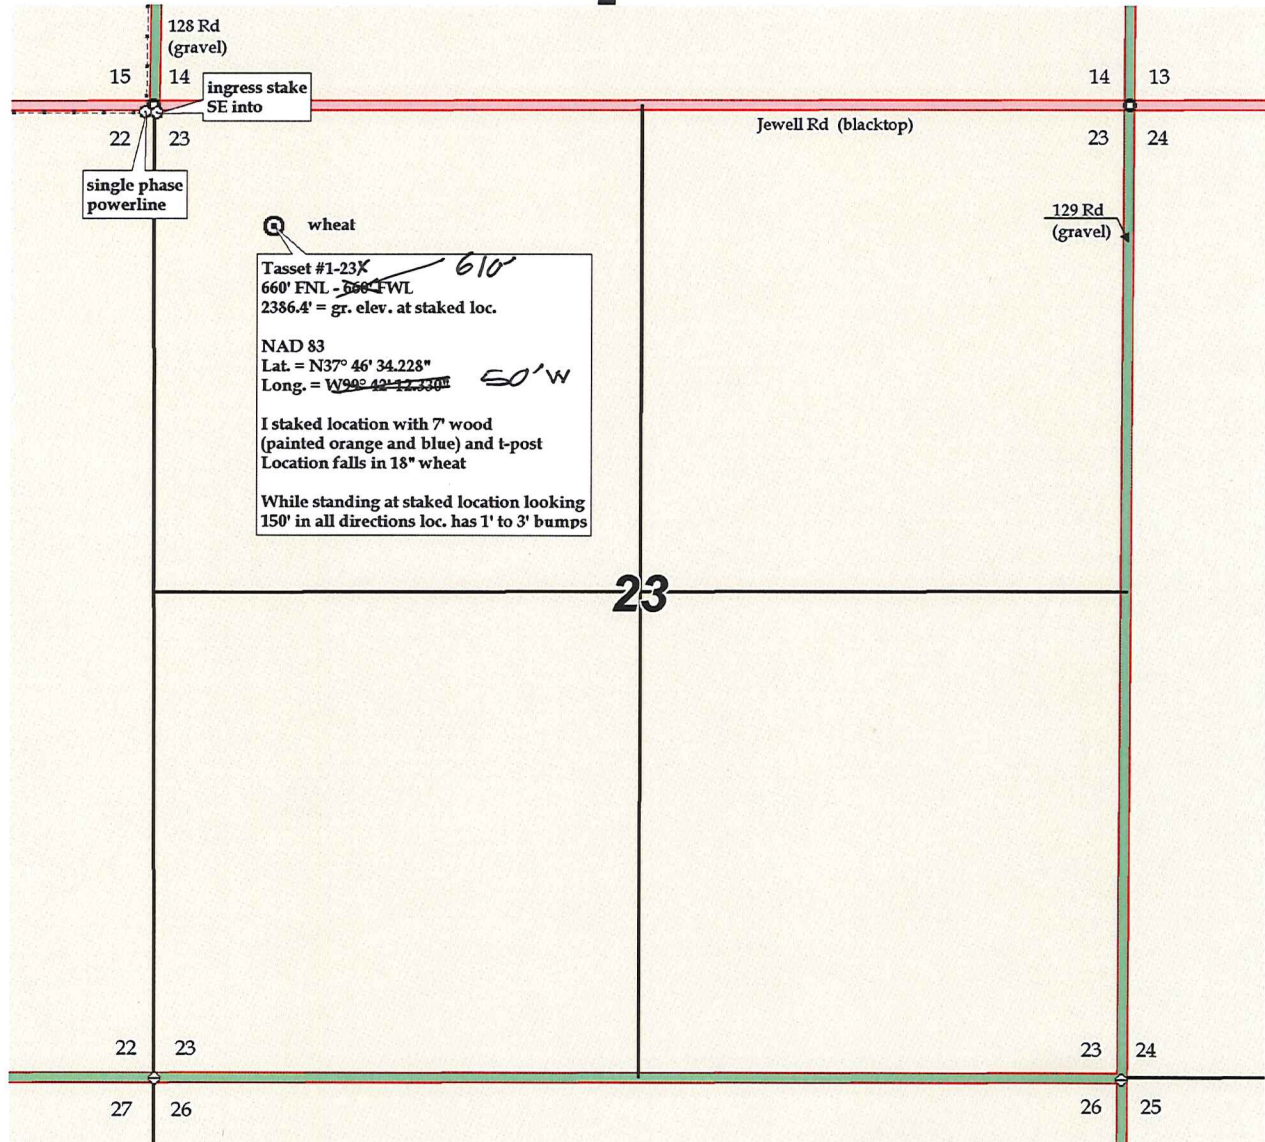 128 Rd
(gravel)
15 14
14 13
ingress stake
SE into
Jewell Rd (blacktop)
22 23
23 24
single phase
powerline
129 Rd
(gravel)
wheat
Tasset #1-23X
610'
660' FNL - 660' FWL
2386.4' = gr. elev. at staked loc.
NAD 83
Lat. = N37° 46' 34.228"
Long. = W99° 42' 12.330"
50' W
I staked location with 7' wood
(painted orange and blue) and t-post
Location falls in 18" wheat
While standing at staked location looking
150' in all directions loc. has 1' to 3' bumps
23
22 23
23 24
27 26
26 25